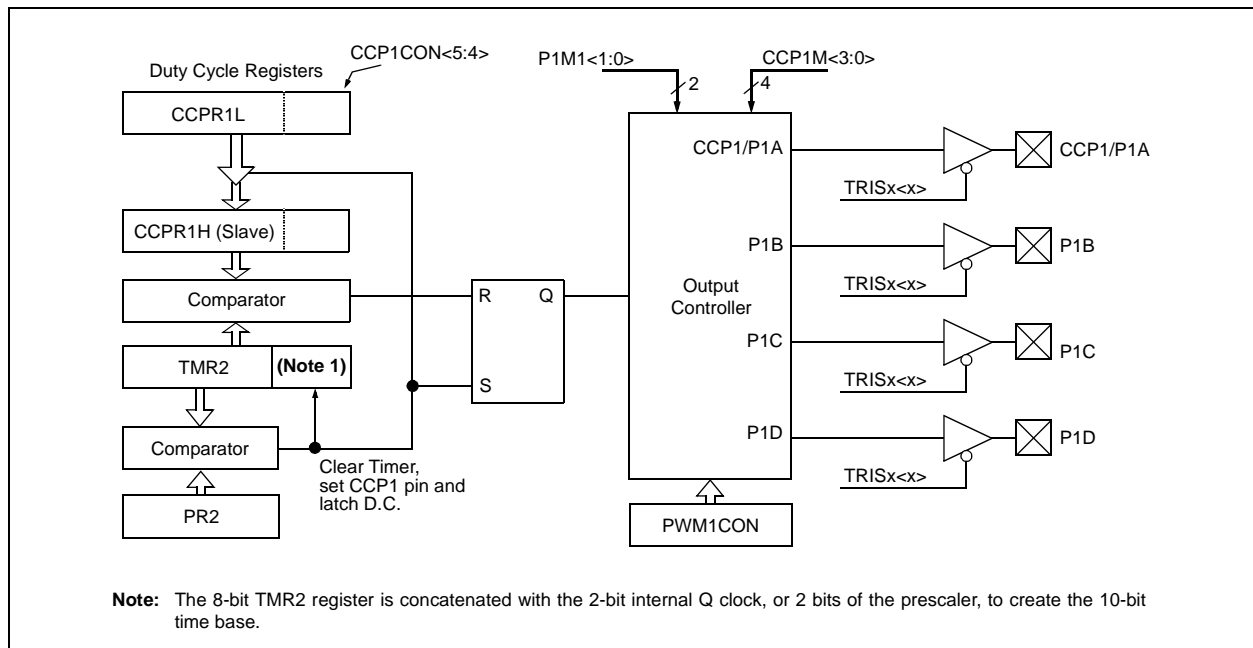 CCP1CON<5:4>
Duty Cycle Registers
CCPR1L
CCPR1H (Slave)
Comparator
TMR2
(Note 1)
Comparator
PR2
Clear Timer,
set CCP1 pin and
latch D.C.
R
Q
S
P1M1<1:0>
2
CCP1M<3:0>
4
Output
Controller
CCP1/P1A
P1B
P1C
P1D
PWM1CON
TRISx<x>
CCP1/P1A
TRISx<x>
P1B
TRISx<x>
P1C
TRISx<x>
P1D
Note: The 8-bit TMR2 register is concatenated with the 2-bit internal Q clock, or 2 bits of the prescaler, to create the 10-bit
time base.